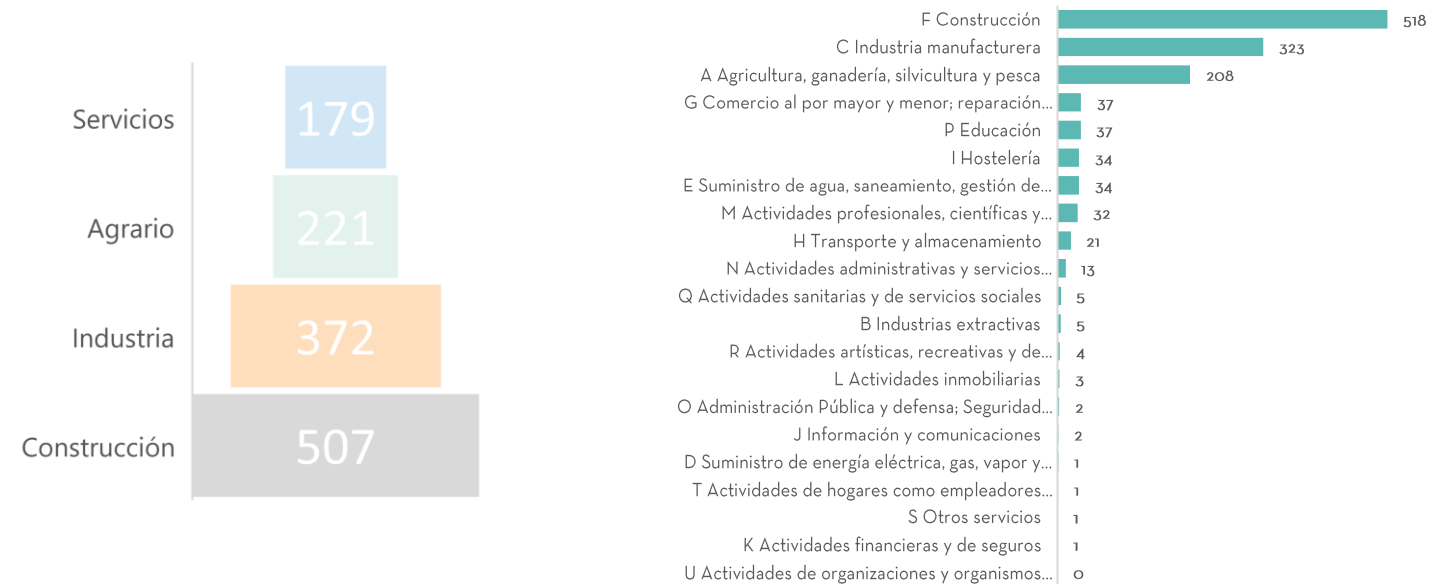 Servicios 179
Agrario 221
Industria 372
Construcción 507
F Construcción 518
C Industria manufacturera 323
A Agricultura, ganadería, silvicultura y pesca 208
G Comercio al por mayor y menor; reparación... 37
P Educación 37
I Hostelería 34
E Suministro de agua, saneamiento, gestión de... 34
M Actividades profesionales, científicas y... 32
H Transporte y almacenamiento 21
N Actividades administrativas y servicios... 13
Q Actividades sanitarias y de servicios sociales 5
B Industrias extractivas 5
R Actividades artísticas, recreativas y de... 4
L Actividades inmobiliarias 3
O Administración Pública y defensa; Seguridad... 2
J Información y comunicaciones 2
D Suministro de energía eléctrica, gas, vapor y... 1
T Actividades de hogares como empleadores... 1
S Otros servicios 1
K Actividades financieras y de seguros 1
U Actividades de organizaciones y organismos... 0